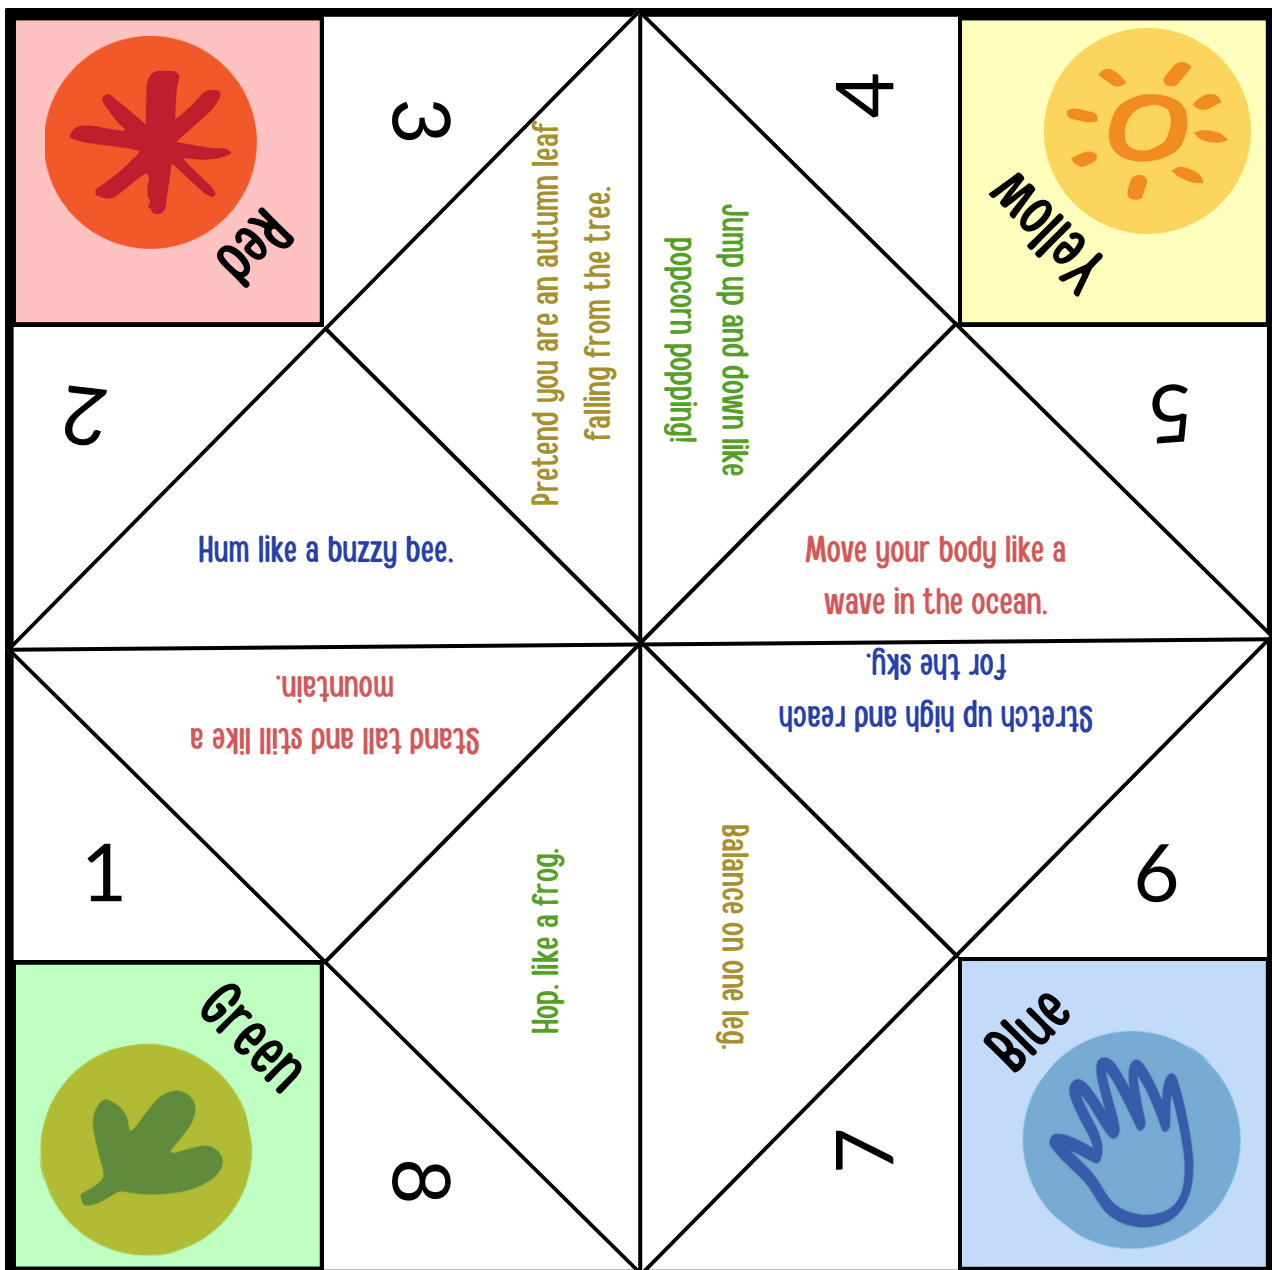 Red
3
4
Yellow
2
Pretend you are an autumn leaf
falling from the tree.
Jump up and down like
popcorn popping!
5
Hum like a buzzy bee.
Move your body like a
wave in the ocean.
Stand tall and still like a
mountain.
Stretch up high and reach
for the sky.
1
Hop. like a frog.
Balance on one leg.
6
Green
8
7
Blue